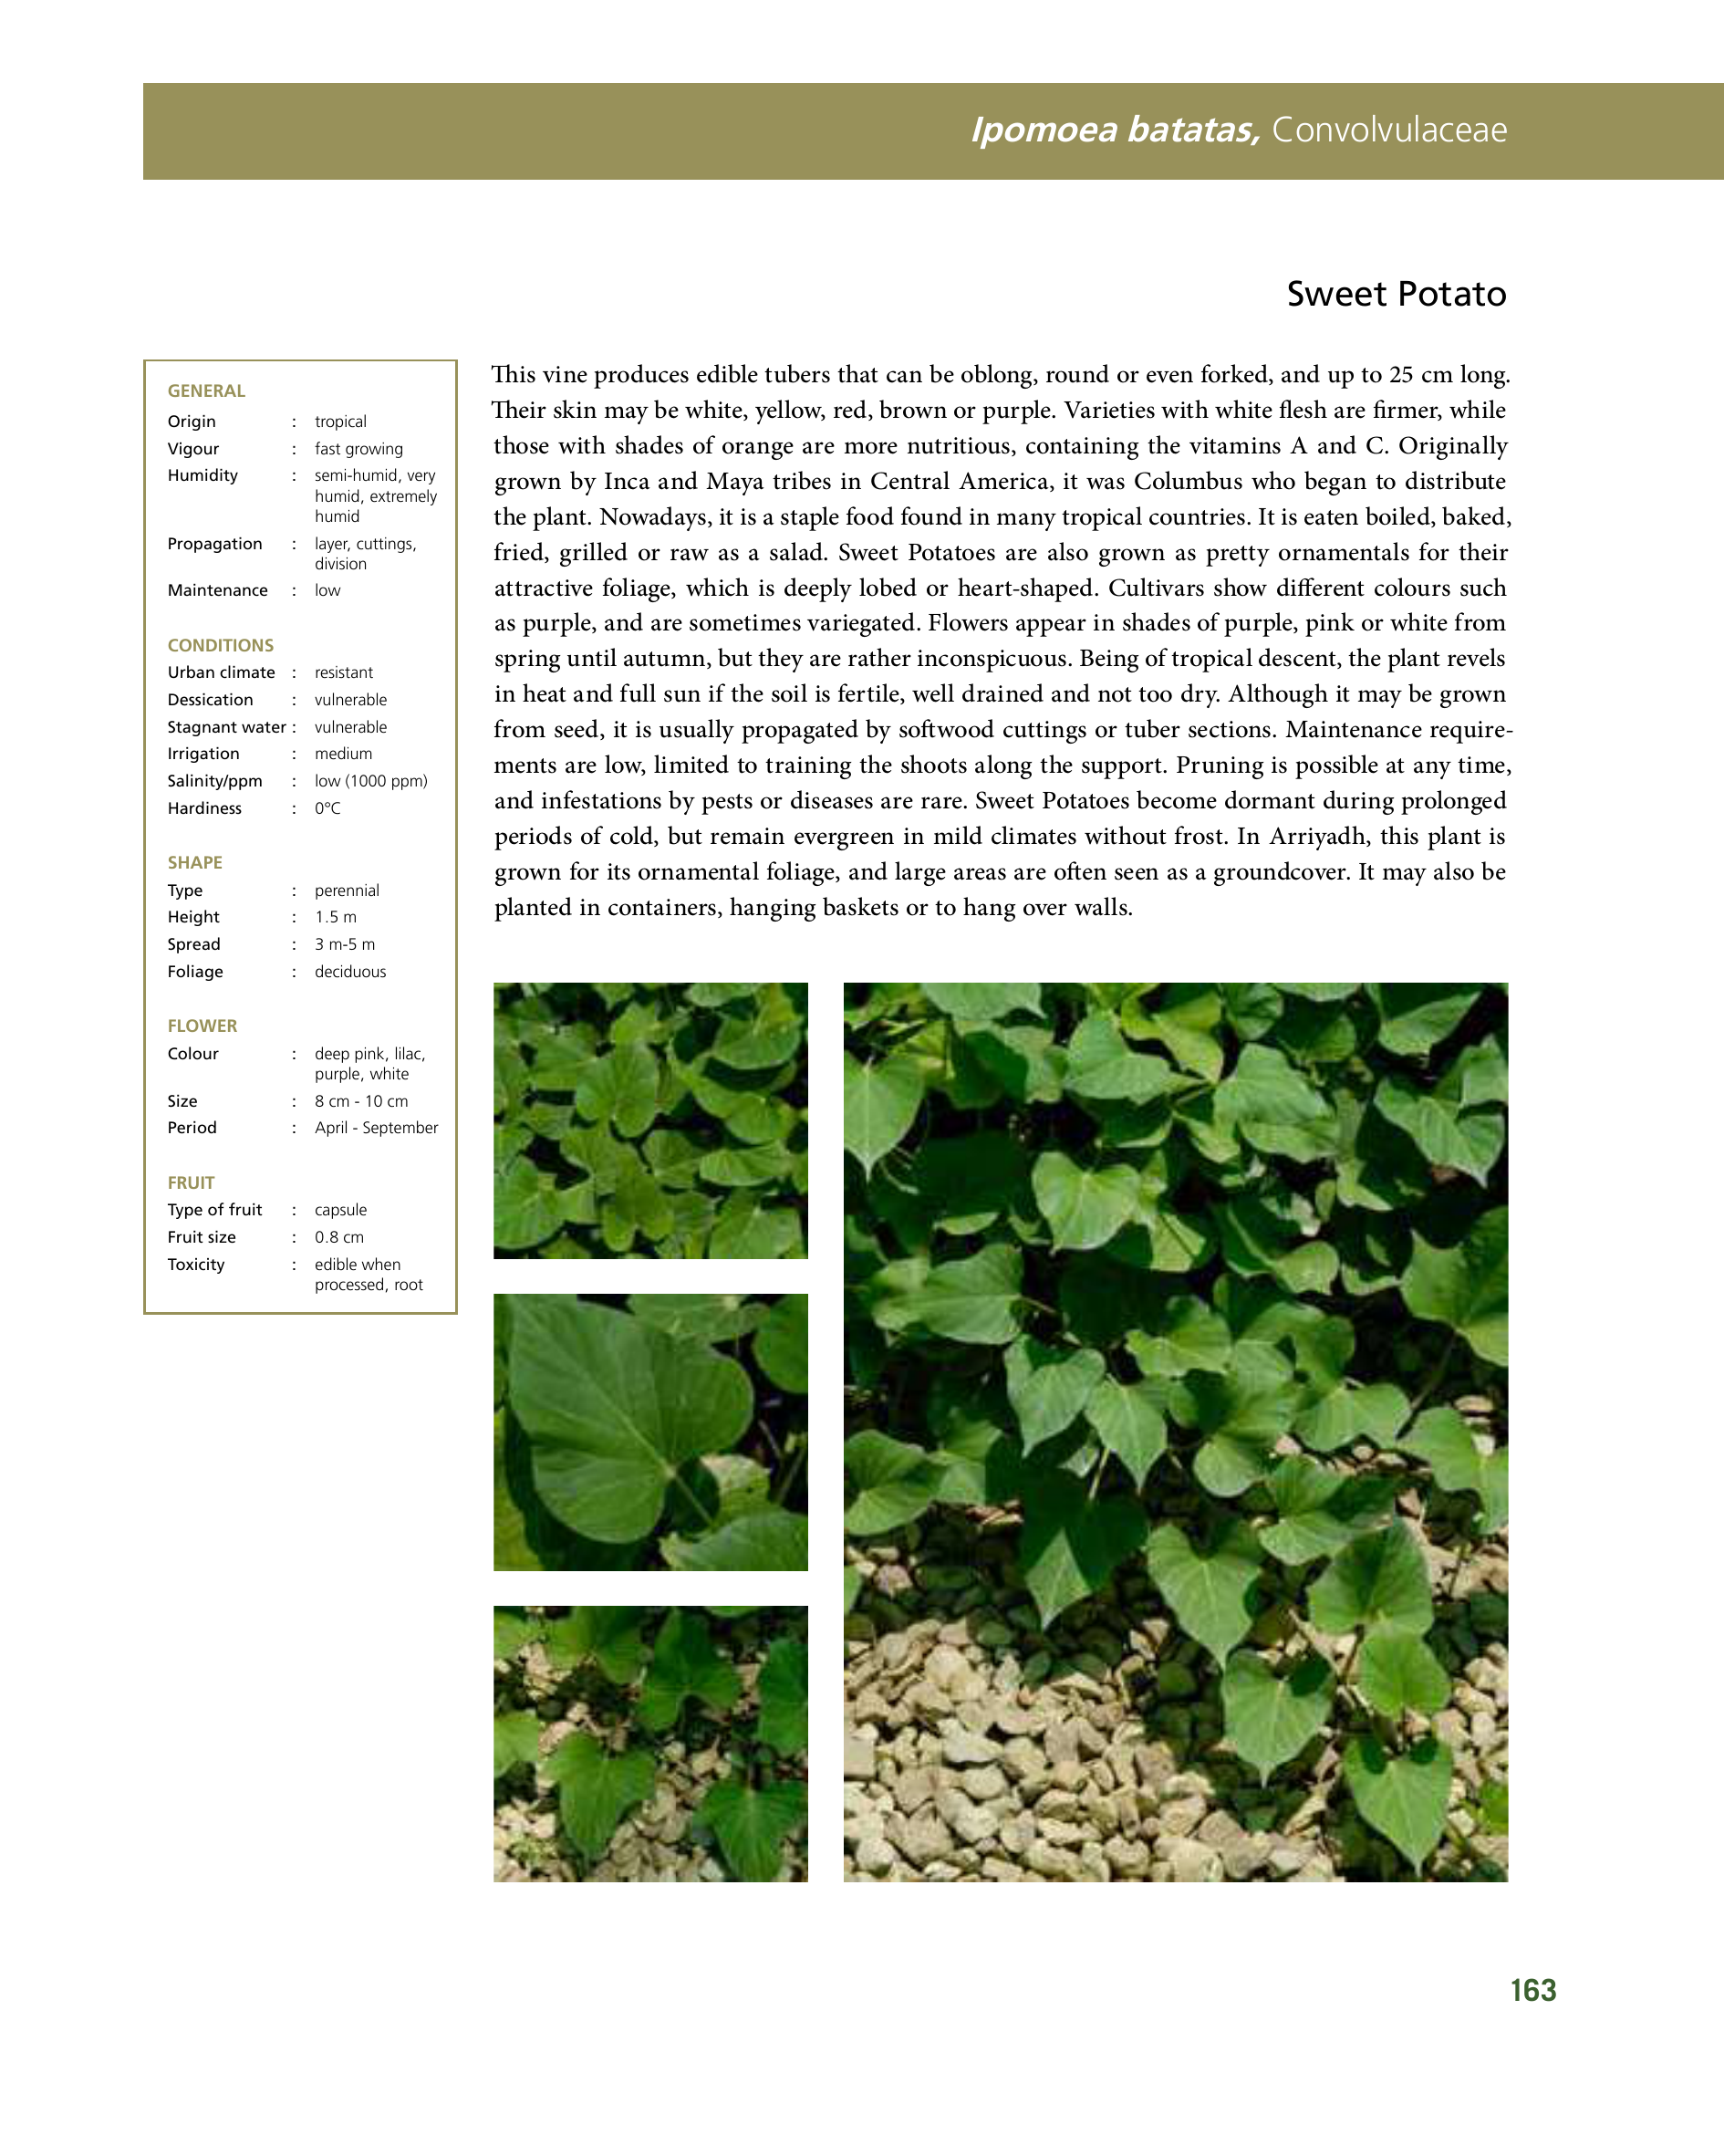 Ipomoea batatas, Convolvulaceae
Sweet Potato
GENERAL
Origin : tropical
Vigour : fast growing
Humidity : semi-humid, very
humid, extremely
humid
Propagation : layer, cuttings,
division
Maintenance : low
CONDITIONS
Urban climate : resistant
Dessication : vulnerable
Stagnant water : vulnerable
Irrigation : medium
Salinity/ppm : low (1000 ppm)
Hardiness : 0°C
SHAPE
Type : perennial
Height : 1.5 m
Spread : 3 m-5 m
Foliage : deciduous
FLOWER
Colour : deep pink, lilac,
purple, white
Size : 8 cm - 10 cm
Period : April - September
FRUIT
Type of fruit : capsule
Fruit size : 0.8 cm
Toxicity : edible when
processed, root
This vine produces edible tubers that can be oblong, round or even forked, and up to 25 cm long.
Their skin may be white, yellow, red, brown or purple. Varieties with white flesh are firmer, while
those with shades of orange are more nutritious, containing the vitamins A and C. Originally
grown by Inca and Maya tribes in Central America, it was Columbus who began to distribute
the plant. Nowadays, it is a staple food found in many tropical countries. It is eaten boiled, baked,
fried, grilled or raw as a salad. Sweet Potatoes are also grown as pretty ornamentals for their
attractive foliage, which is deeply lobed or heart-shaped. Cultivars show different colours such
as purple, and are sometimes variegated. Flowers appear in shades of purple, pink or white from
spring until autumn, but they are rather inconspicuous. Being of tropical descent, the plant revels
in heat and full sun if the soil is fertile, well drained and not too dry. Although it may be grown
from seed, it is usually propagated by softwood cuttings or tuber sections. Maintenance require-
ments are low, limited to training the shoots along the support. Pruning is possible at any time,
and infestations by pests or diseases are rare. Sweet Potatoes become dormant during prolonged
periods of cold, but remain evergreen in mild climates without frost. In Arriyadh, this plant is
grown for its ornamental foliage, and large areas are often seen as a groundcover. It may also be
planted in containers, hanging baskets or to hang over walls.
163